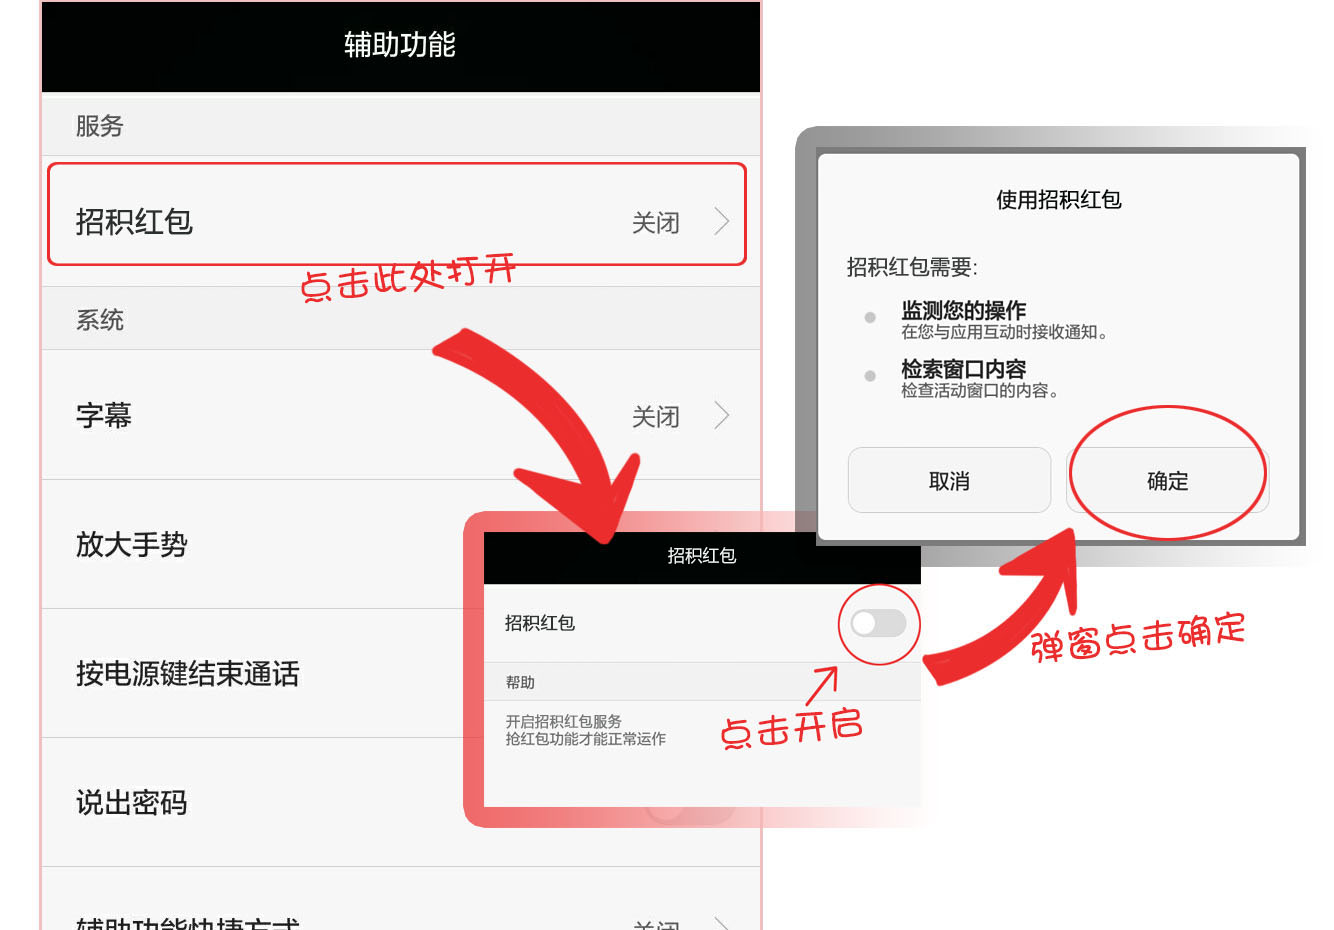 辅助功能
服务
招积红包
关闭
点击此处打开
系统
字幕
关闭
放大手势
按电源键结束通话
说出密码
辅助功能快捷方式
关闭
招积红包
招积红包
帮助
开启招积红包服务
抢红包功能才能正常运作
点击开启
使用招积红包
招积红包需要:
监测您的操作
在您与应用互动时接收通知。
检索窗口内容
检查活动窗口的内容。
取消
确定
弹窗点击确定